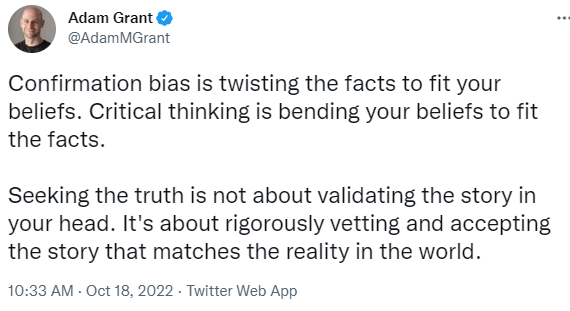 Adam Grant
@AdamMGrant
Confirmation bias is twisting the facts to fit your
beliefs. Critical thinking is bending your beliefs to fit
the facts.
Seeking the truth is not about validating the story in
your head. It's about rigorously vetting and accepting
the story that matches the reality in the world.
10:33 AM · Oct 18, 2022 · Twitter Web App